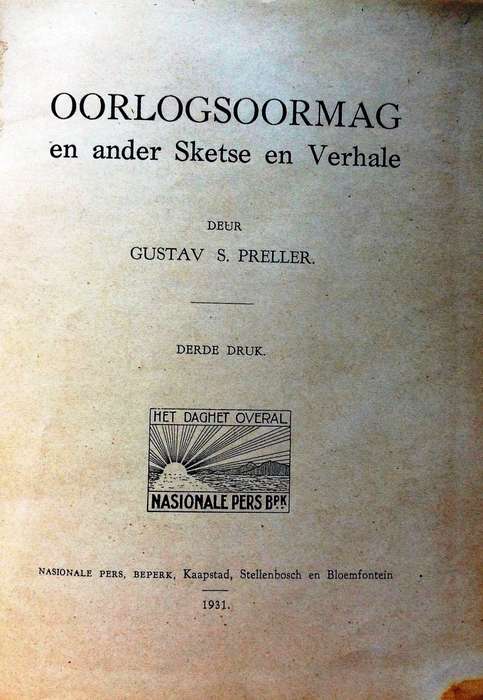 OORLOGSOORMAG
en ander Sketse en Verhale
DEUR
GUSTAV S. PRELLER.
DERDE DRUK.
HET DAGHET OVERAL
NASIONALE PERS BPK
NASIONALE PERS, BEPERK, Kaapstad, Stellenbosch en Bloemfontein
1931.